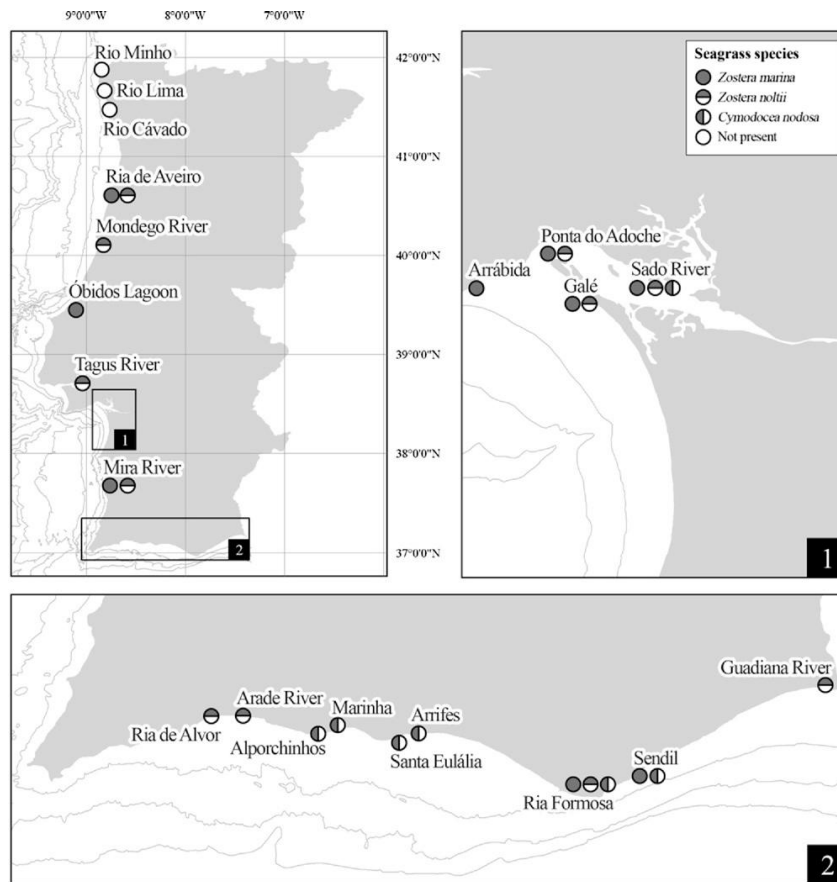 9°0'0"W 8°0'0"W 7°0'0"W
42°0'0"N
41°0'0"N
40°0'0"N
39°0'0"N
38°0'0"N
37°0'0"N
Rio Minho
Rio Lima
Rio Cávado
Ria de Aveiro
Mondego River
Óbidos Lagoon
Tagus River
1
Mira River
2
Seagrass species
Zostera marina
Zostera noltii
Cymodocea nodosa
Not present
Ponta do Adoche
Arrábida
Galé
Sado River
1
Guadiana River
Arade River
Marinha
Arrifes
Ria de Alvor
Alporchinhos
Santa Eulália
Sendil
Ria Formosa
2